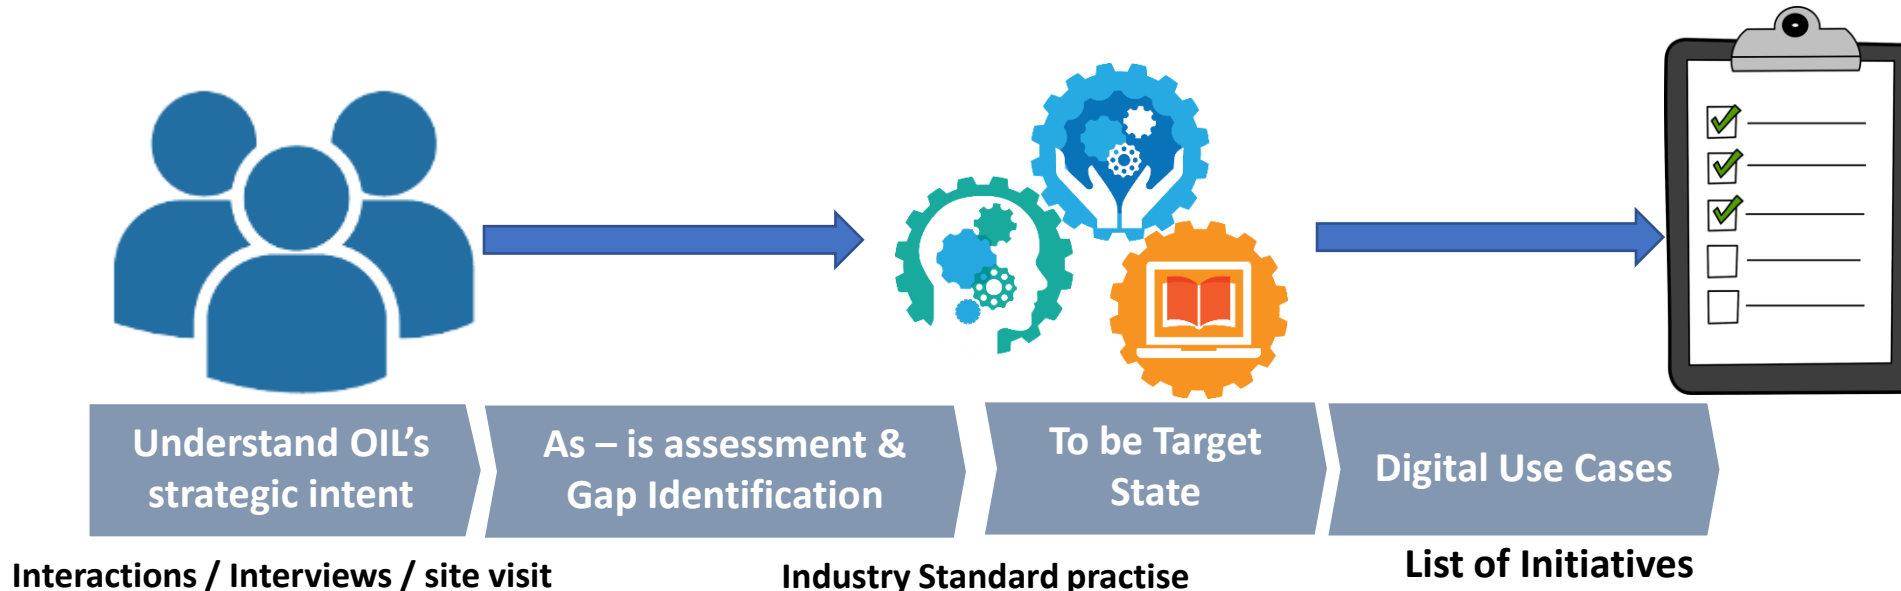 Understand OIL's
strategic intent
As – is assessment &
Gap Identification
To be Target
State
Digital Use Cases
Interactions / Interviews / site visit
Industry Standard practise
List of Initiatives